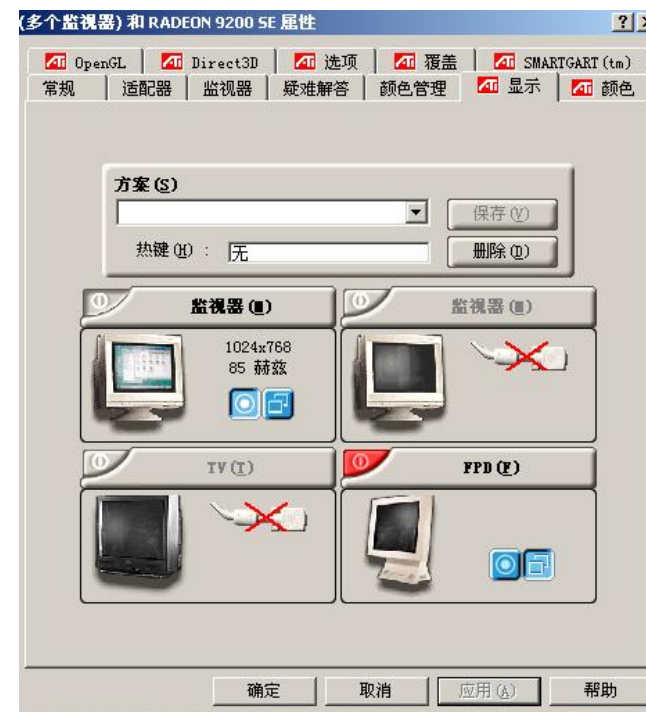 (多个监视器) 和 RADEON 9200 SE 属性
OpenGL Direct3D 选项 覆盖 SMARTGART(tm)
常规 适配器 监视器 疑难解答 颜色管理 显示 颜色
方案(S)
保存(V)
热键(H) : 无 删除(D)
监视器(M) 监视器(M)
1024x768
85 赫兹
TV(T) FPD(F)
确定 取消 应用(A) 帮助